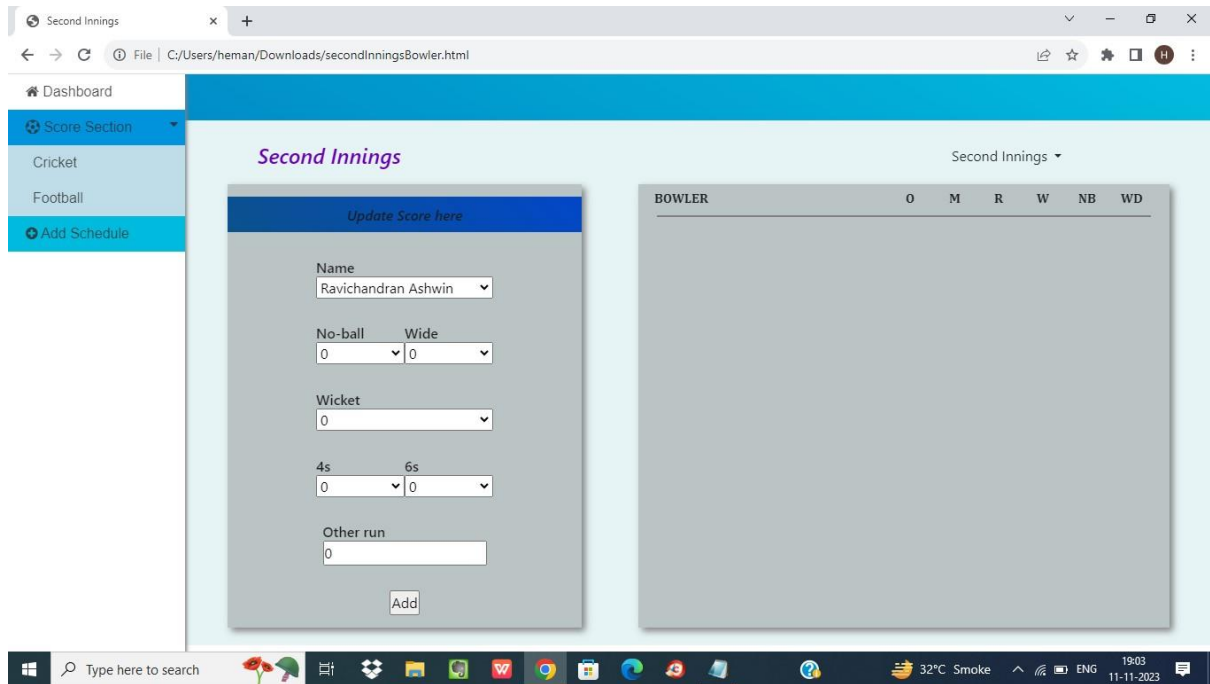 Second Innings
File | C:/Users/heman/Downloads/secondInningsBowler.html
H
Dashboard
Score Section
Cricket
Football
Add Schedule
Second Innings
Second Innings
Update Score here
Name
Ravichandran Ashwin
No-ball Wide
0 0
Wicket
0
4s 6s
0 0
Other run
0
Add
BOWLER O M R W NB WD
Type here to search
W
32°C Smoke
ENG
19:03
11-11-2023